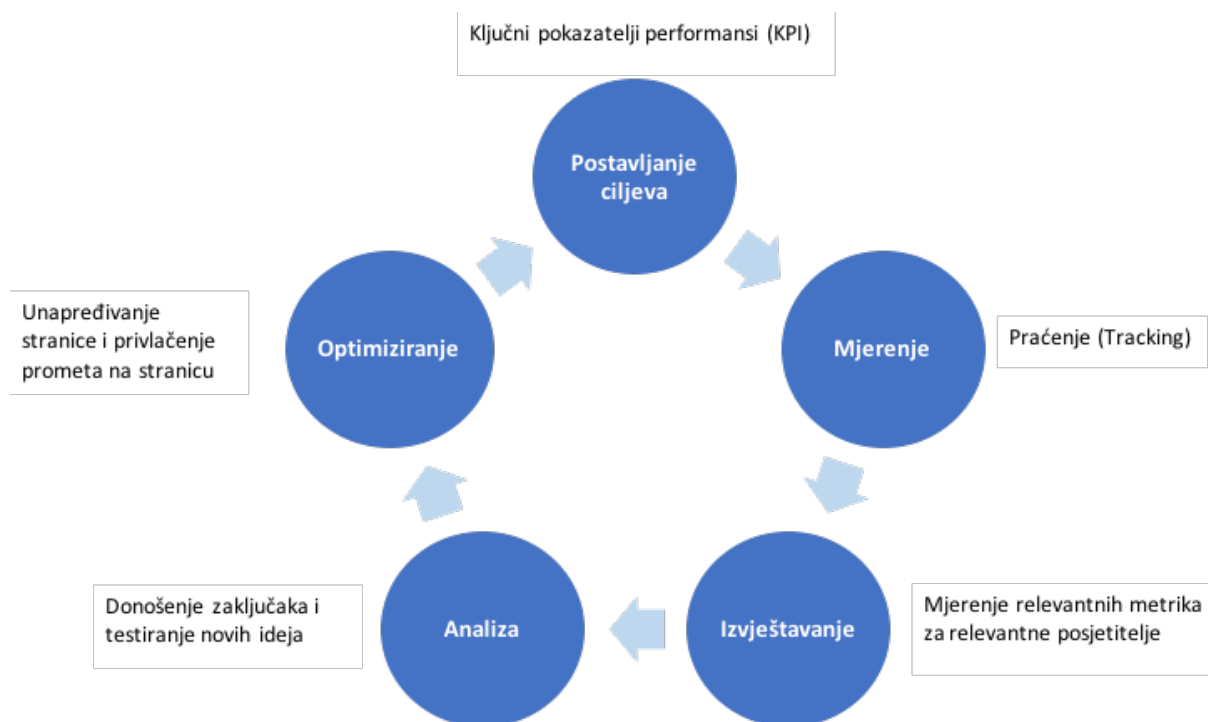 Ključni pokazatelji performansi (KPI)
Postavljanje
ciljeva
Unapređivanje
stranice i privlačenje
prometa na stranicu
Optimiziranje
Mjerenje
Praćenje (Tracking)
Donošenje zaključaka i
testiranje novih ideja
Analiza
Izvještavanje
Mjerenje relevantnih metrika
za relevantne posjetitelje